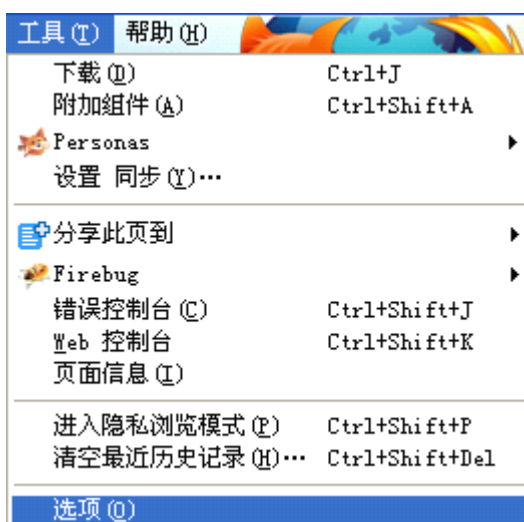 工具(T) 帮助(H)
下载(D) Ctrl+J
附加组件(A) Ctrl+Shift+A
Personas
设置 同步(Y)…
分享此页到
Firebug
错误控制台(C) Ctrl+Shift+J
Web 控制台 Ctrl+Shift+K
页面信息(I)
进入隐私浏览模式(P) Ctrl+Shift+P
清空最近历史记录(H)… Ctrl+Shift+Del
选项(O)